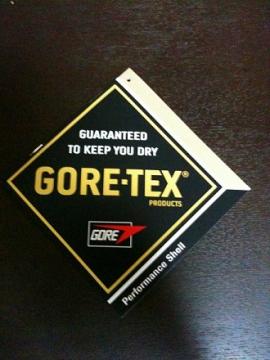 GUARANTEED
TO KEEP YOU DRY
GORE-TEX®
PRODUCTS
GORE
Performance Shell